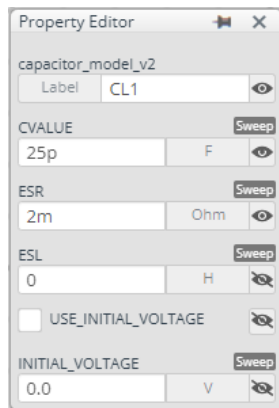 Property Editor
capacitor_model_v2
Label CL1
CVALUE Sweep
25p F
ESR Sweep
2m Ohm
ESL Sweep
0 H
USE_INITIAL_VOLTAGE
INITIAL_VOLTAGE Sweep
0.0 V